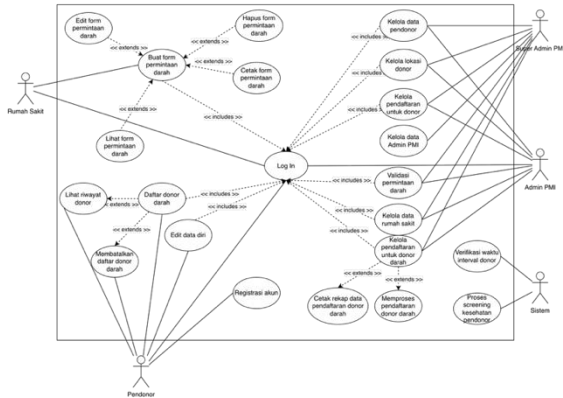 Edit form
permintaan
darah
Hapus form
permintaan
darah
<< extends >>
<< extends >>
Buat form
permintaan
darah
<< extends >>
Cetak form
permintaan
darah
<< extends >>
<< includes >>
Lihat form
permintaan
darah
Rumah Sakit
Kelola data
pendonor
<< includes >>
Kelola lokasi
donor
<< includes >>
Kelola
pendaftaran
untuk donor
<< includes >>
Kelola data
Admin PMI
Super Admin PM
Log In
Validasi
permintaan
darah
<< includes >>
Admin PMI
Lihat riwayat
donor
Daftar donor
darah
<< extends >>
<< includes >>
<< includes >>
<< extends >>
Edit data diri
Membatalkan
daftar donor
darah
<< includes >>
Kelola data
rumah sakit
<< includes >>
Kelola
pendaftaran
untuk donor
darah
<< extends >>
<< extends >>
Cetak rekap data
pendaftaran donor
darah
Memproses
pendaftaran
donor darah
Registrasi akun
Verifikasi waktu
interval donor
Proses
screening
kesehatan
pendonor
Sistem
Pendonor